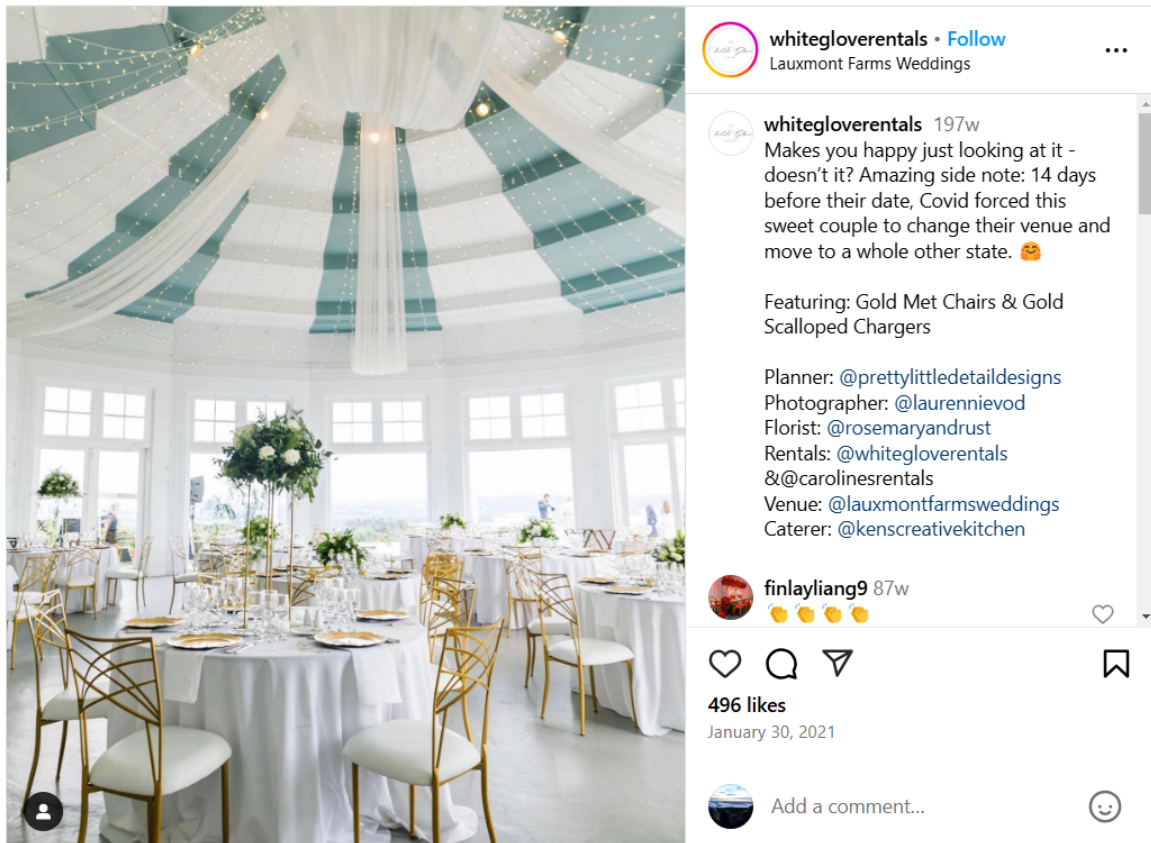 whitegloverentals • Follow
Lauxmont Farms Weddings
whitegloverentals 197w
Makes you happy just looking at it -
doesn't it? Amazing side note: 14 days
before their date, Covid forced this
sweet couple to change their venue and
move to a whole other state. 🤗
Featuring: Gold Met Chairs & Gold
Scalloped Chargers
Planner: @prettylittledetaildesigns
Photographer: @laurennievod
Florist: @rosemaryandrust
Rentals: @whitegloverentals
&@carolinesrentals
Venue: @lauxmontfarmsweddings
Caterer: @kenscreativekitchen
finlayliang9 87w
👏👏👏👏
496 likes
January 30, 2021
Add a comment...